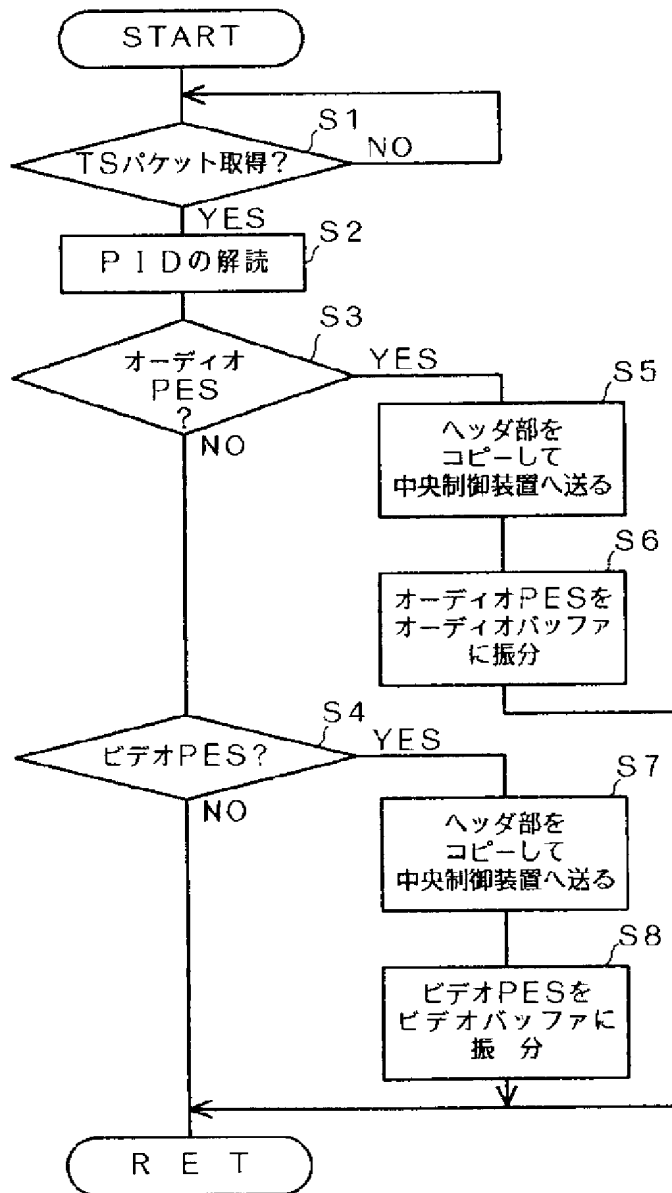 START
S1
TSパケット取得?
NO
YES
S2
PIDの解読
S3
オーディオ
PES
?
YES
NO
S5
ヘッダ部を
コピーして
中央制御装置へ送る
S6
オーディオPESを
オーディオバッファ
に振分
S4
ビデオPES?
YES
NO
S7
ヘッダ部を
コピーして
中央制御装置へ送る
S8
ビデオPESを
ビデオバッファに
振 分
RET